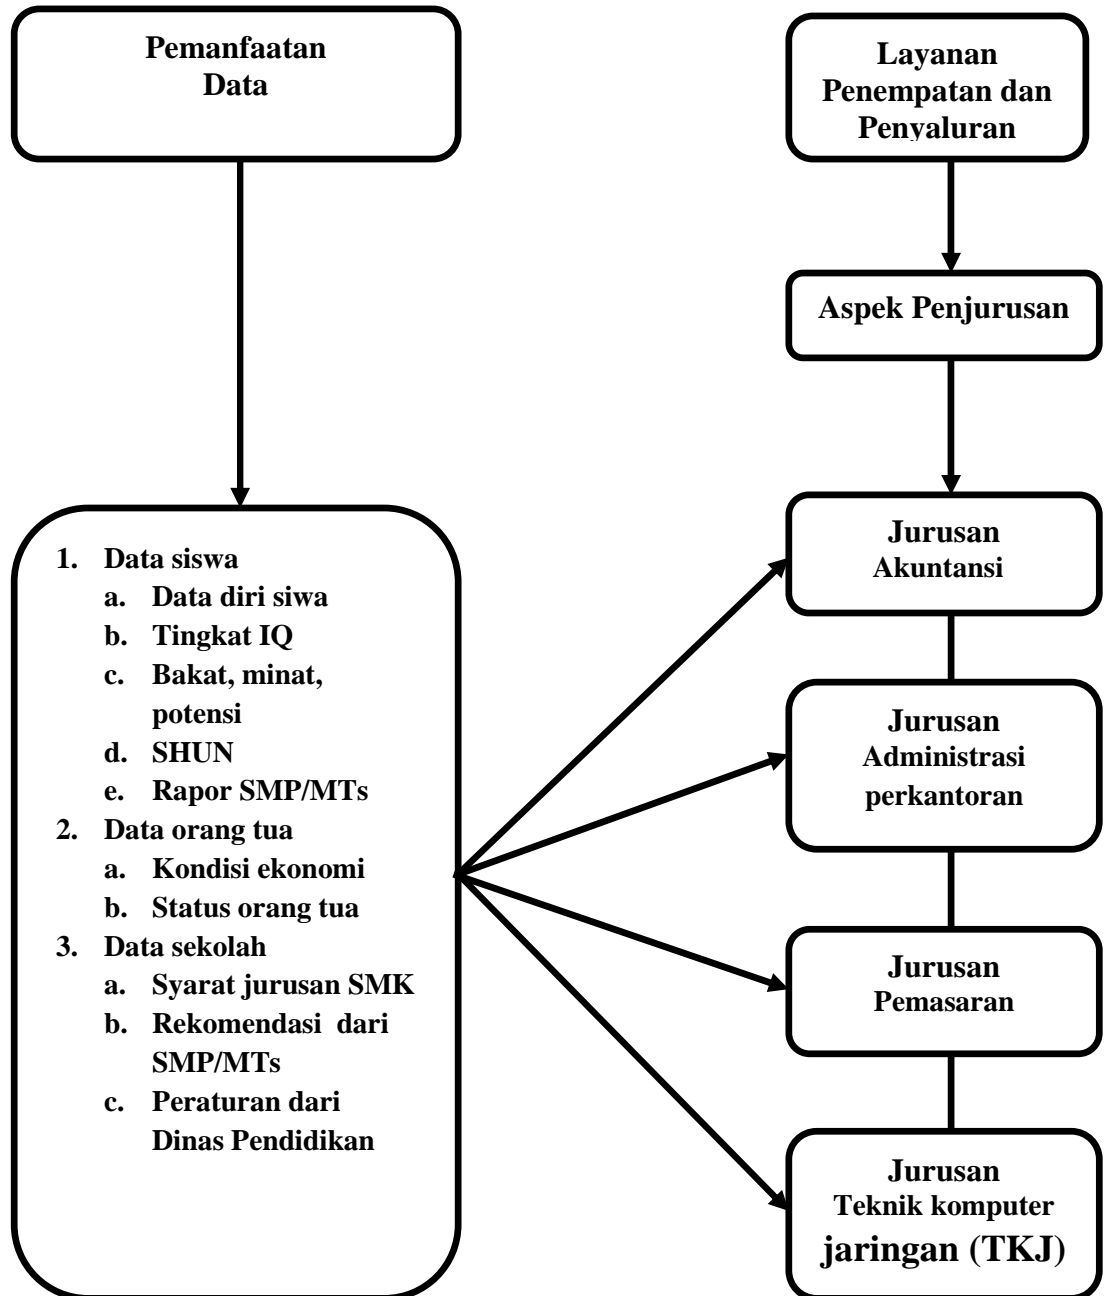 Pemanfaatan
Data
Layanan
Penempatan dan
Penyaluran
Aspek Penjurusan
1. Data siswa
a. Data diri siwa
b. Tingkat IQ
c. Bakat, minat,
potensi
d. SHUN
e. Rapor SMP/MTs
2. Data orang tua
a. Kondisi ekonomi
b. Status orang tua
3. Data sekolah
a. Syarat jurusan SMK
b. Rekomendasi dari
SMP/MTs
c. Peraturan dari
Dinas Pendidikan
Jurusan
Akuntansi
Jurusan
Administrasi
perkantoran
Jurusan
Pemasaran
Jurusan
Teknik komputer
jaringan (TKJ)